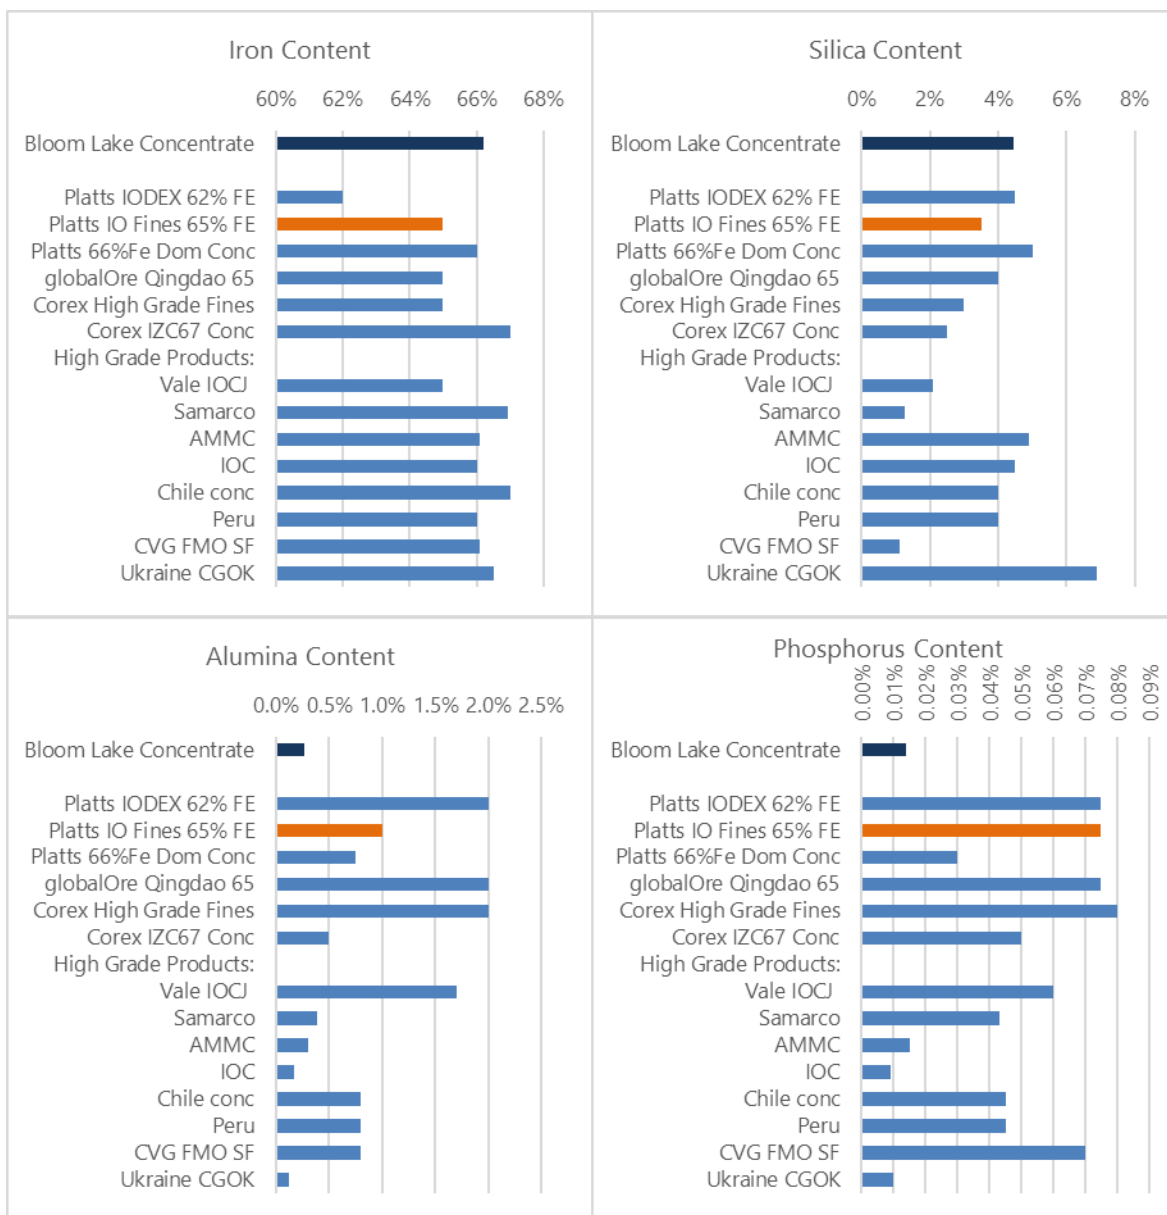 Iron Content
60% 62% 64% 66% 68%
Bloom Lake Concentrate
Platts IODEX 62% FE
Platts IO Fines 65% FE
Platts 66%Fe Dom Conc
globalOre Qingdao 65
Corex High Grade Fines
Corex IZC67 Conc
High Grade Products:
Vale IOCJ
Samarco
AMMC
IOC
Chile conc
Peru
CVG FMO SF
Ukraine CGOK
Silica Content
0% 2% 4% 6% 8%
Bloom Lake Concentrate
Platts IODEX 62% FE
Platts IO Fines 65% FE
Platts 66%Fe Dom Conc
globalOre Qingdao 65
Corex High Grade Fines
Corex IZC67 Conc
High Grade Products:
Vale IOCJ
Samarco
AMMC
IOC
Chile conc
Peru
CVG FMO SF
Ukraine CGOK
Alumina Content
0.0% 0.5% 1.0% 1.5% 2.0% 2.5%
Bloom Lake Concentrate
Platts IODEX 62% FE
Platts IO Fines 65% FE
Platts 66%Fe Dom Conc
globalOre Qingdao 65
Corex High Grade Fines
Corex IZC67 Conc
High Grade Products:
Vale IOCJ
Samarco
AMMC
IOC
Chile conc
Peru
CVG FMO SF
Ukraine CGOK
Phosphorus Content
0.00% 0.01% 0.02% 0.03% 0.04% 0.05% 0.06% 0.07% 0.08% 0.09%
Bloom Lake Concentrate
Platts IODEX 62% FE
Platts IO Fines 65% FE
Platts 66%Fe Dom Conc
globalOre Qingdao 65
Corex High Grade Fines
Corex IZC67 Conc
High Grade Products:
Vale IOCJ
Samarco
AMMC
IOC
Chile conc
Peru
CVG FMO SF
Ukraine CGOK